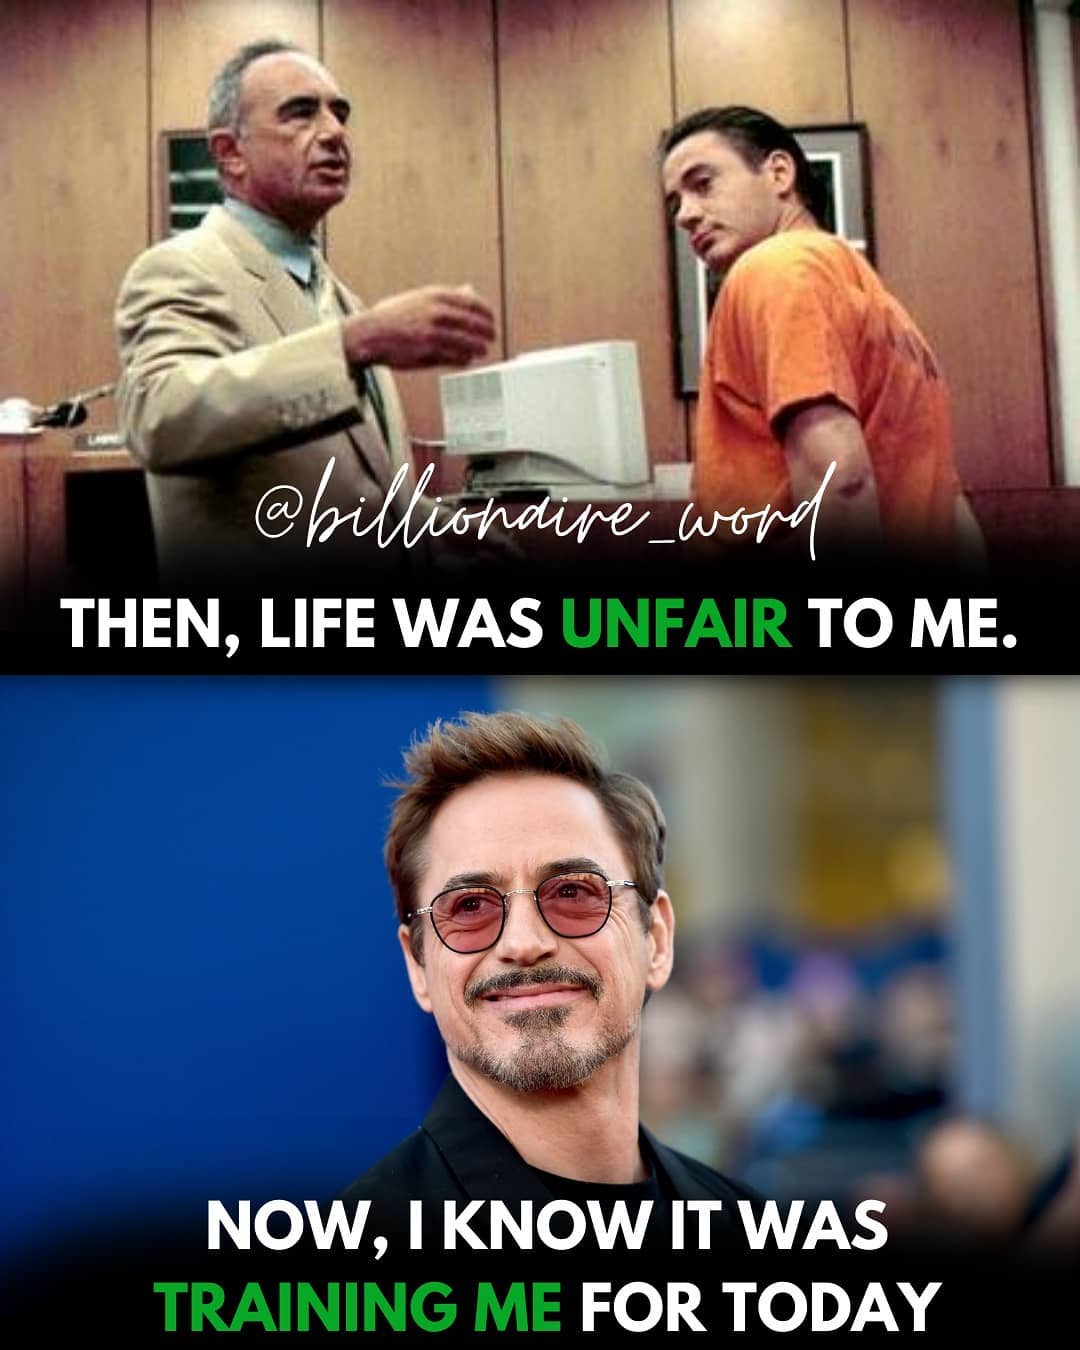 @billionaire_word
THEN, LIFE WAS UNFAIR TO ME.
NOW, I KNOW IT WAS
TRAINING ME FOR TODAY